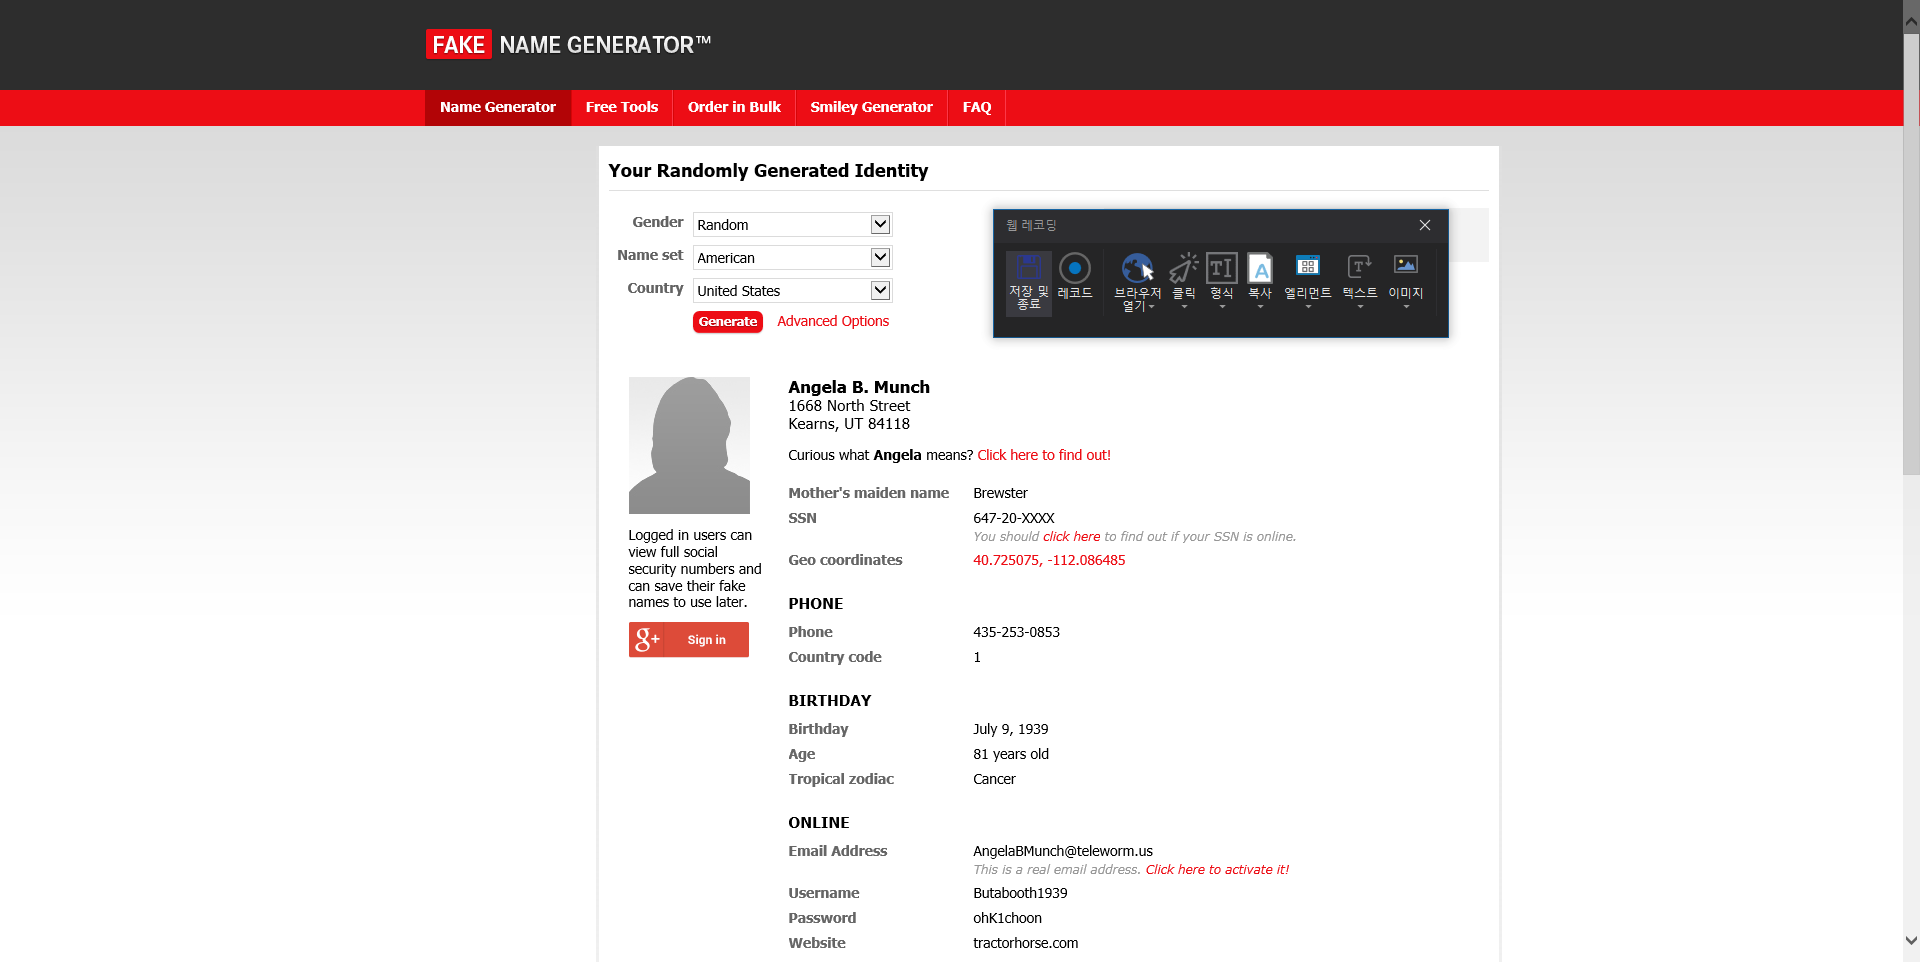 FAKE NAME GENERATOR™
Name Generator
Free Tools
Order in Bulk
Smiley Generator
FAQ
Your Randomly Generated Identity
Gender
Random
Name set
American
Country
United States
Generate
Advanced Options
웹 레코딩
저장 및
종료
레코드
브라우저
열기
클릭
형식
복사
엘리먼트
텍스트
이미지
Angela B. Munch
1668 North Street
Kearns, UT 84118
Curious what Angela means? Click here to find out!
Logged in users can
view full social
security numbers and
can save their fake
names to use later.
g+ Sign in
Mother's maiden name Brewster
SSN 647-20-XXXX
You should click here to find out if your SSN is online.
Geo coordinates 40.725075, -112.086485
PHONE
Phone 435-253-0853
Country code 1
BIRTHDAY
Birthday July 9, 1939
Age 81 years old
Tropical zodiac Cancer
ONLINE
Email Address AngelaBMunch@teleworm.us
This is a real email address. Click here to activate it!
Username Butabooth1939
Password ohK1choon
Website tractorhorse.com